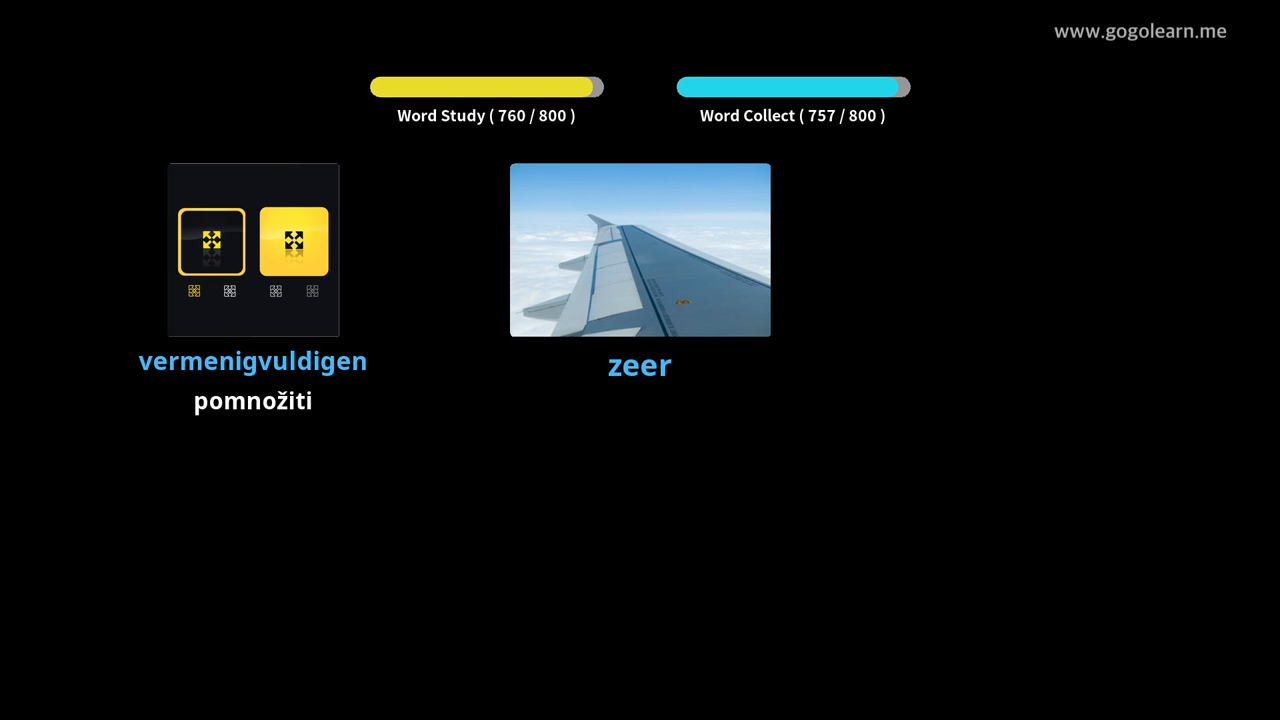 www.gogolearn.me
Word Study ( 760 / 800 )
Word Collect ( 757 / 800 )
vermenigvuldigen
pomnožiti
zeer